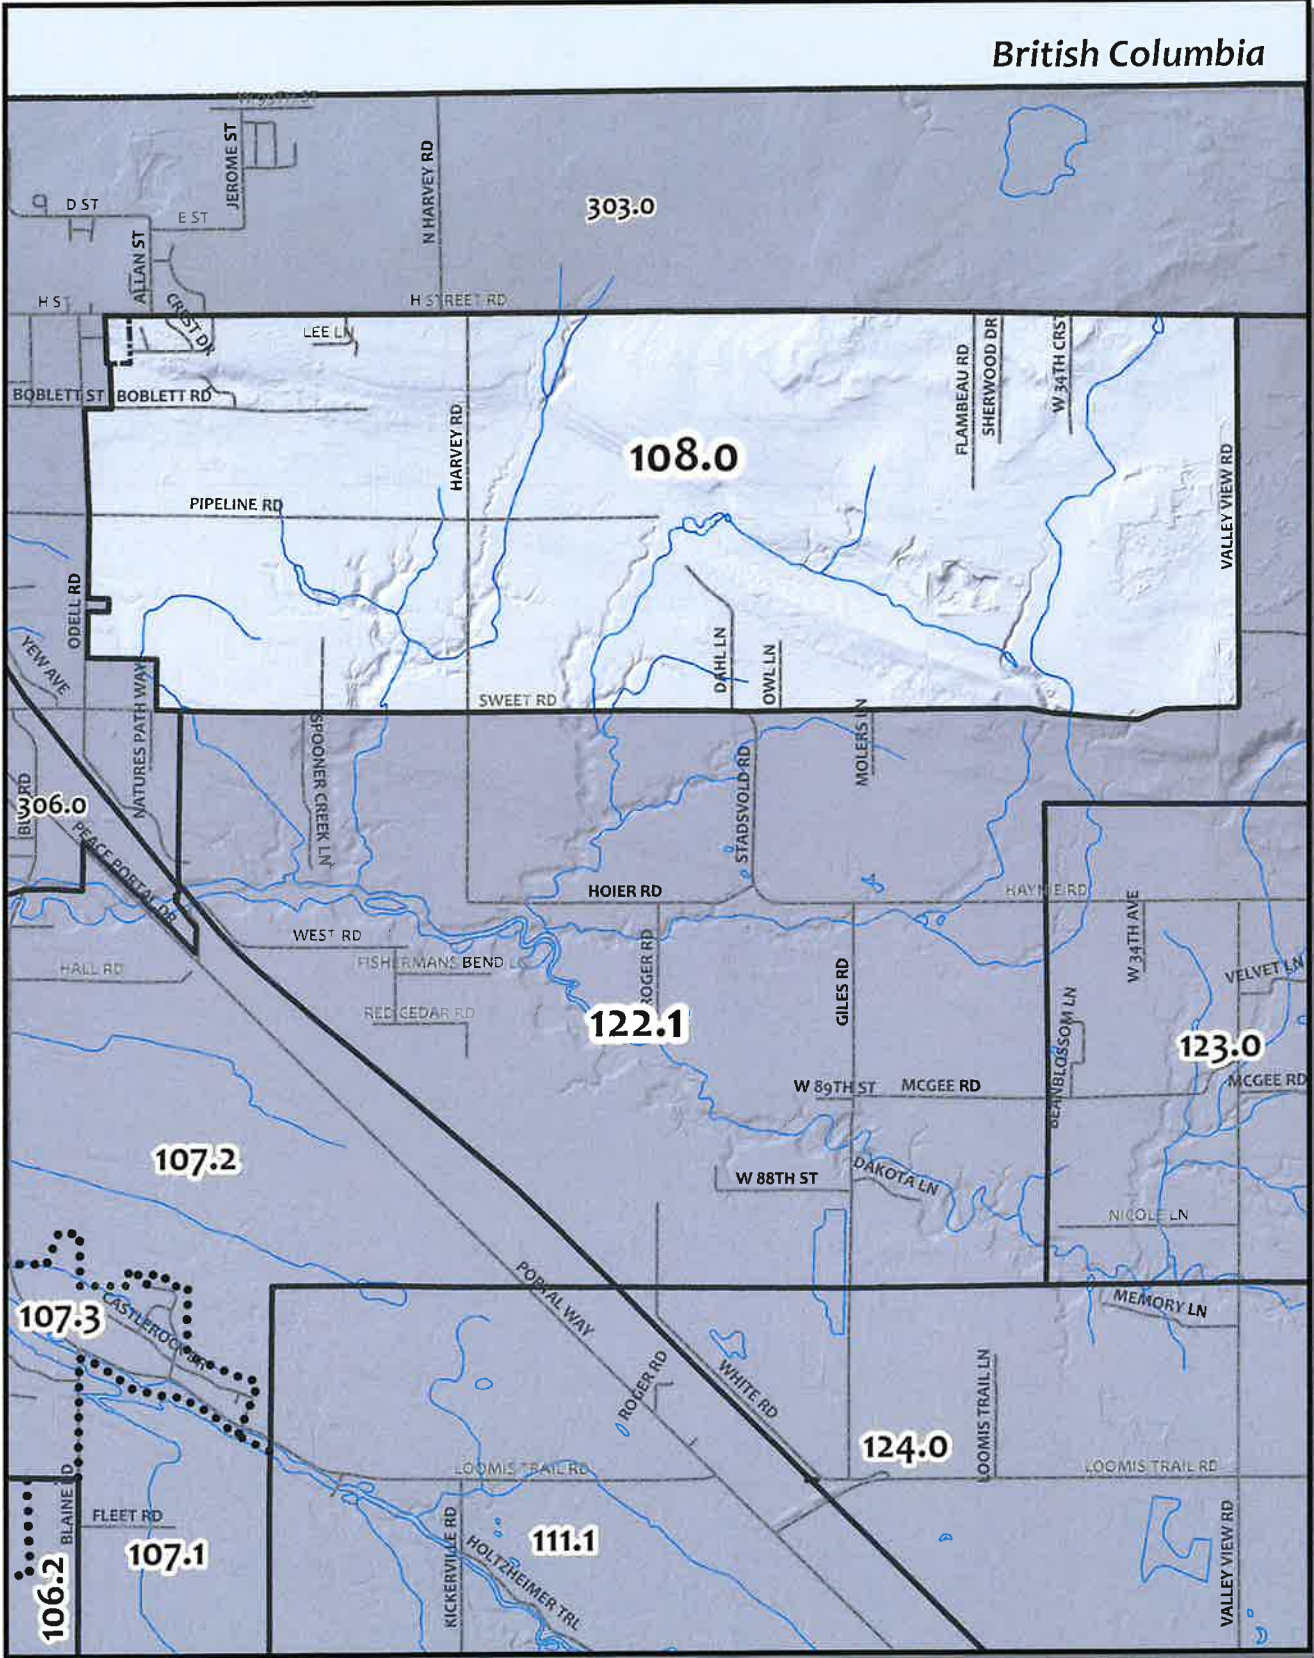 British Columbia
JEROME ST
N HARVEY RD
D ST
E ST
303.0
ALLAN ST
H ST
CREST DR
H STREET RD
LEE LN
BOBLETT ST
BOBLETT RD
HARVEY RD
108.0
FLAMBEAU RD
SHERWOOD DR
W 34TH CRST
VALLEY VIEW RD
PIPELINE RD
ODELL RD
YEW AVE
NATURES PATH WAY
DAHL LN
OWL LN
SWEET RD
SPOONER CREEK LN
STADSVOLD RD
MOLERS LN
306.0
PEACE PORTAL DR
HOIER RD
HAYNIE RD
WEST RD
HALL RD
FISHERMANS BEND
ROGER RD
GILES RD
W 34TH AVE
VELVET LN
RED CEDAR RD
122.1
BEANBLOSSOM LN
123.0
W 89TH ST
MCGEE RD
MCGEE RD
107.2
W 88TH ST
DAKOTA LN
NICOLE LN
107.3
CASTLEROCK DR
PORTAL WAY
MEMORY LN
ROGER RD
WHITE RD
LOOMIS TRAIL LN
124.0
LOOMIS TRAIL RD
LOOMIS TRAIL RD
BLAINE RD
FLEET RD
107.1
106.2
KICKERVILLE RD
HOLTZHEIMER TRL
111.1
VALLEY VIEW RD